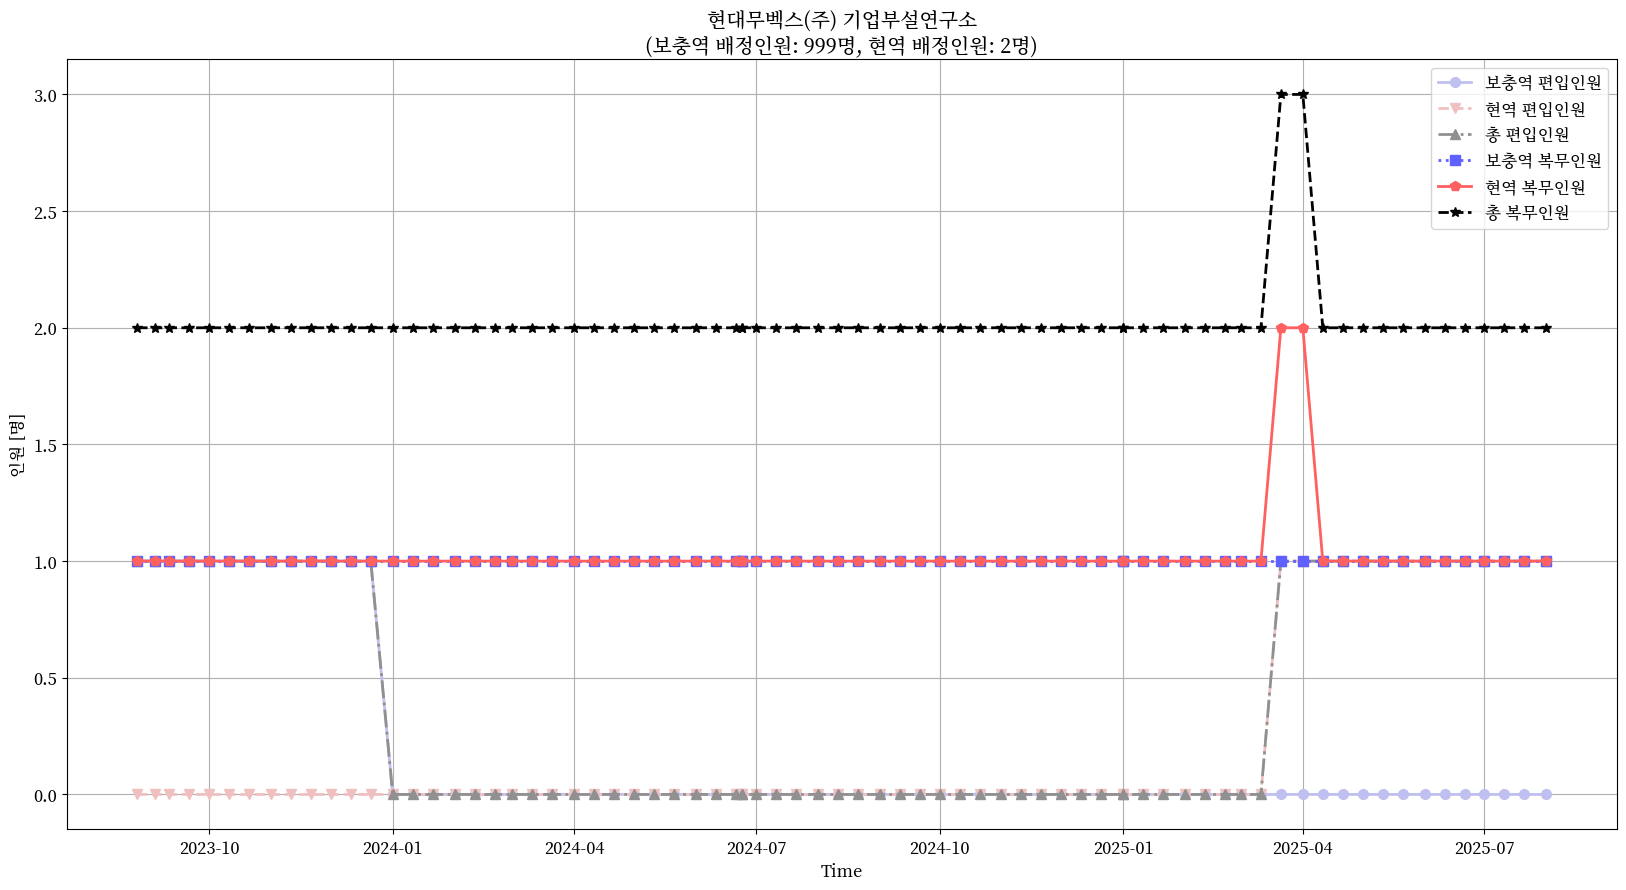 현대무벡스(주) 기업부설연구소
(보충역 배정인원: 999명, 현역 배정인원: 2명)
보충역 편입인원
현역 편입인원
총 편입인원
보충역 복무인원
현역 복무인원
총 복무인원
3.0
2.5
2.0
1.5
1.0
0.5
0.0
인원 [명]
2023-10
2024-01
2024-04
2024-07
2024-10
2025-01
2025-04
2025-07
Time